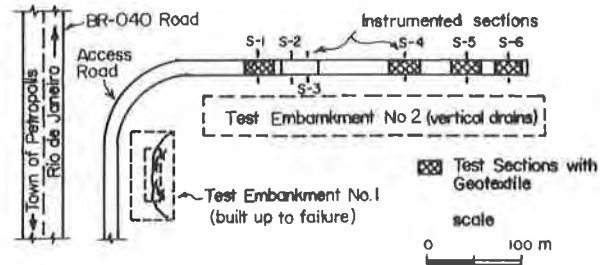 BR-040 Road
Instrumented sections
S-1
S-2
S-4
S-5
S-6
S-3
Access
Road
Town of Petropolis
Rio de Janeiro
Test Embarnkment No 2 (vertical drains)
Test Sections with
Geotextile
Test Embankment No.1
(built up to failure)
scale
0
100 m